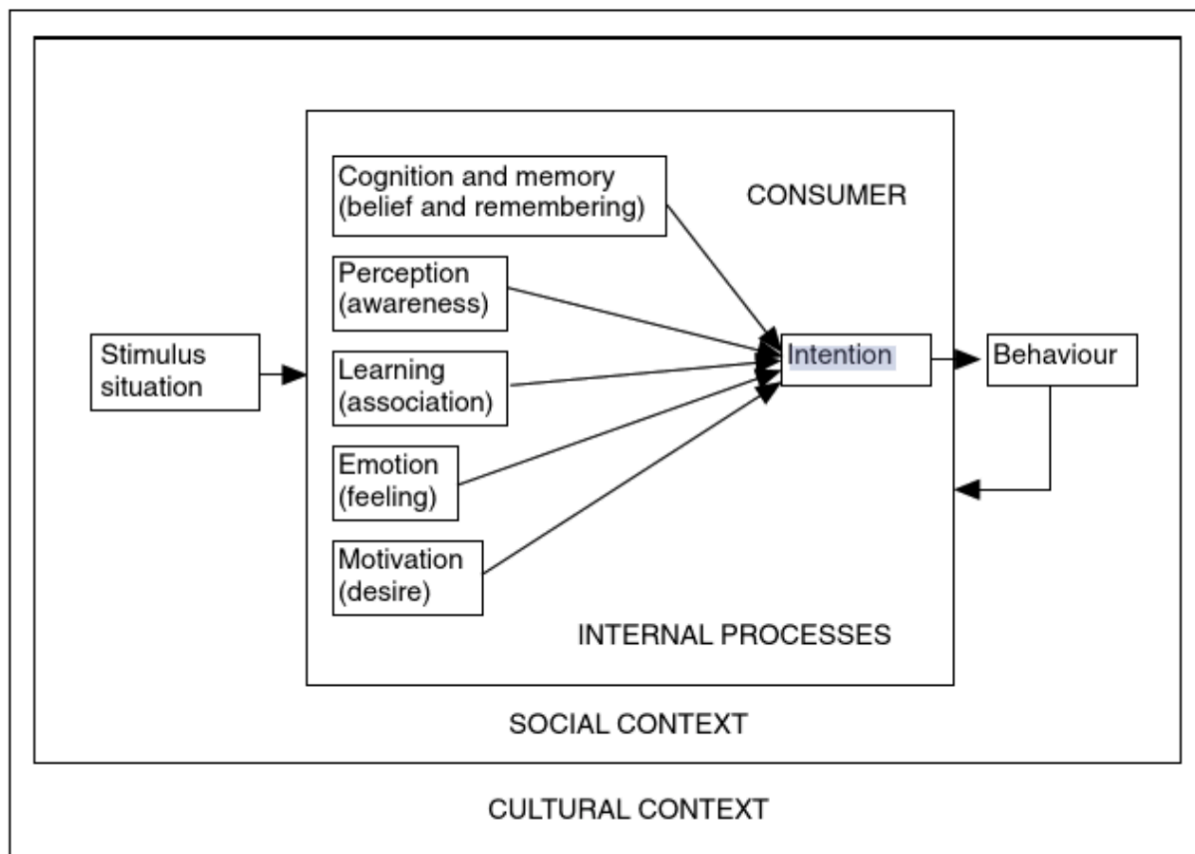 Cognition and memory
(belief and remembering)
CONSUMER
Perception
(awareness)
Stimulus
situation
Learning
(association)
Intention
Behaviour
Emotion
(feeling)
Motivation
(desire)
INTERNAL PROCESSES
SOCIAL CONTEXT
CULTURAL CONTEXT